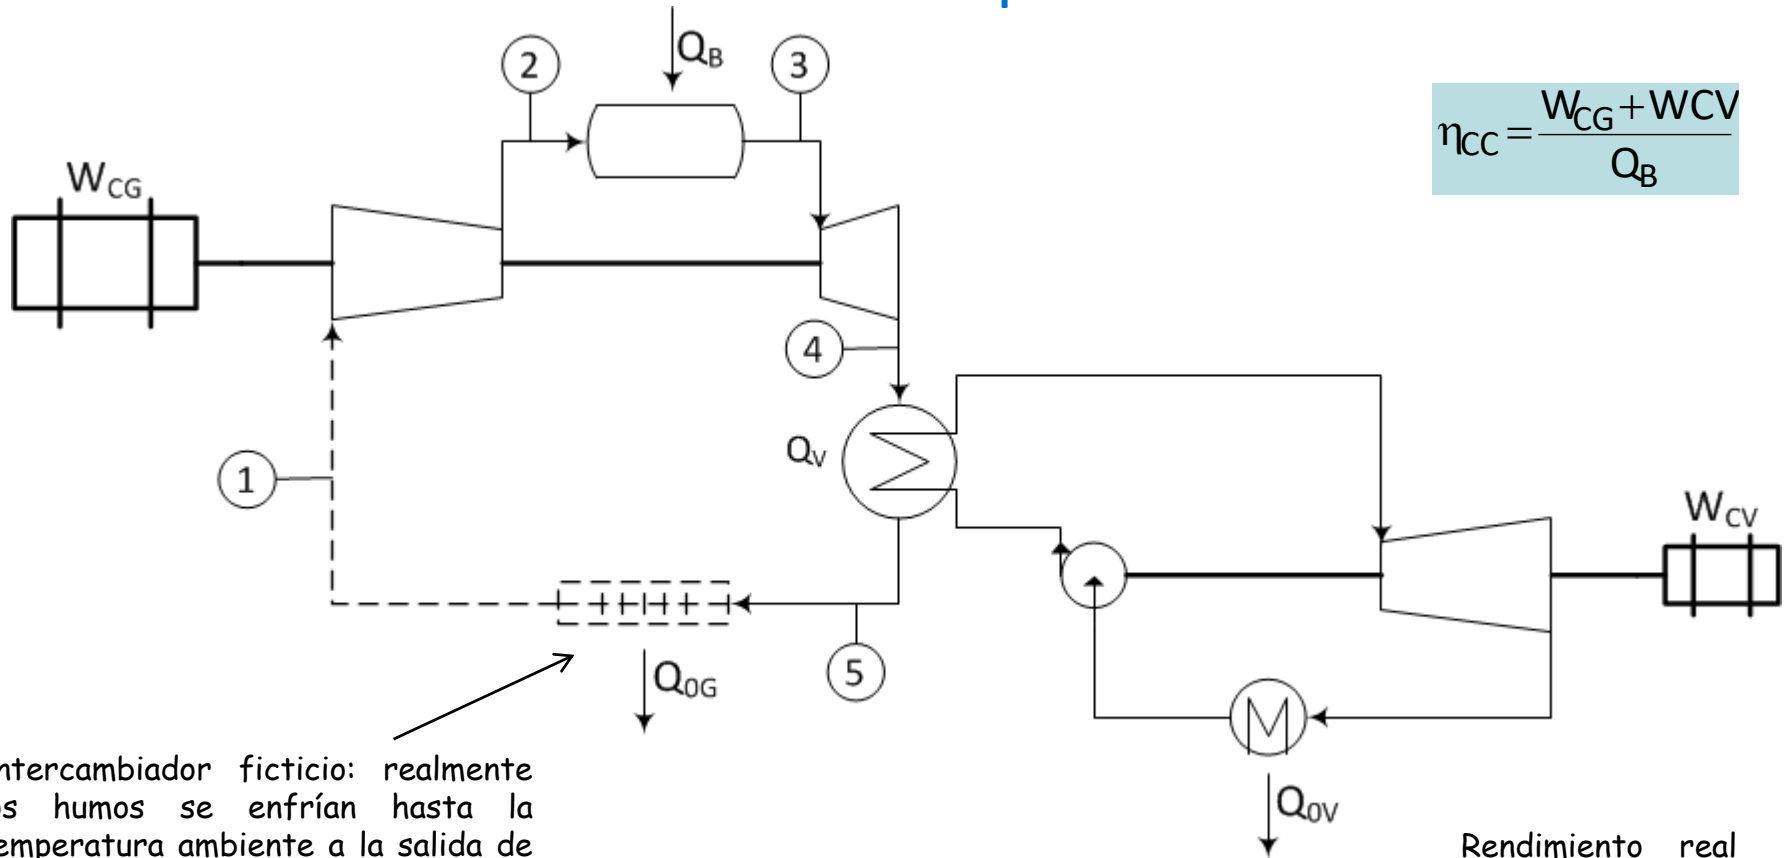 2
Q_B
3
η_CC = (W_CG + WCV) / Q_B
W_CG
4
Q_V
1
W_CV
5
Q_0G
Q_0V
ntercambiador ficticio: realmente
os humos se enfrían hasta la
emperatura ambiente a la salida de
Rendimiento real